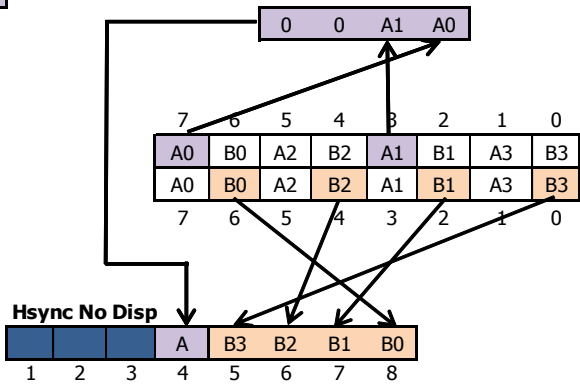 0 0 A1 A0
7 6 5 4 3 2 1 0
A0 B0 A2 B2 A1 B1 A3 B3
A0 B0 A2 B2 A1 B1 A3 B3
7 6 5 4 3 2 1 0
Hsync No Disp
A B3 B2 B1 B0
1 2 3 4 5 6 7 8